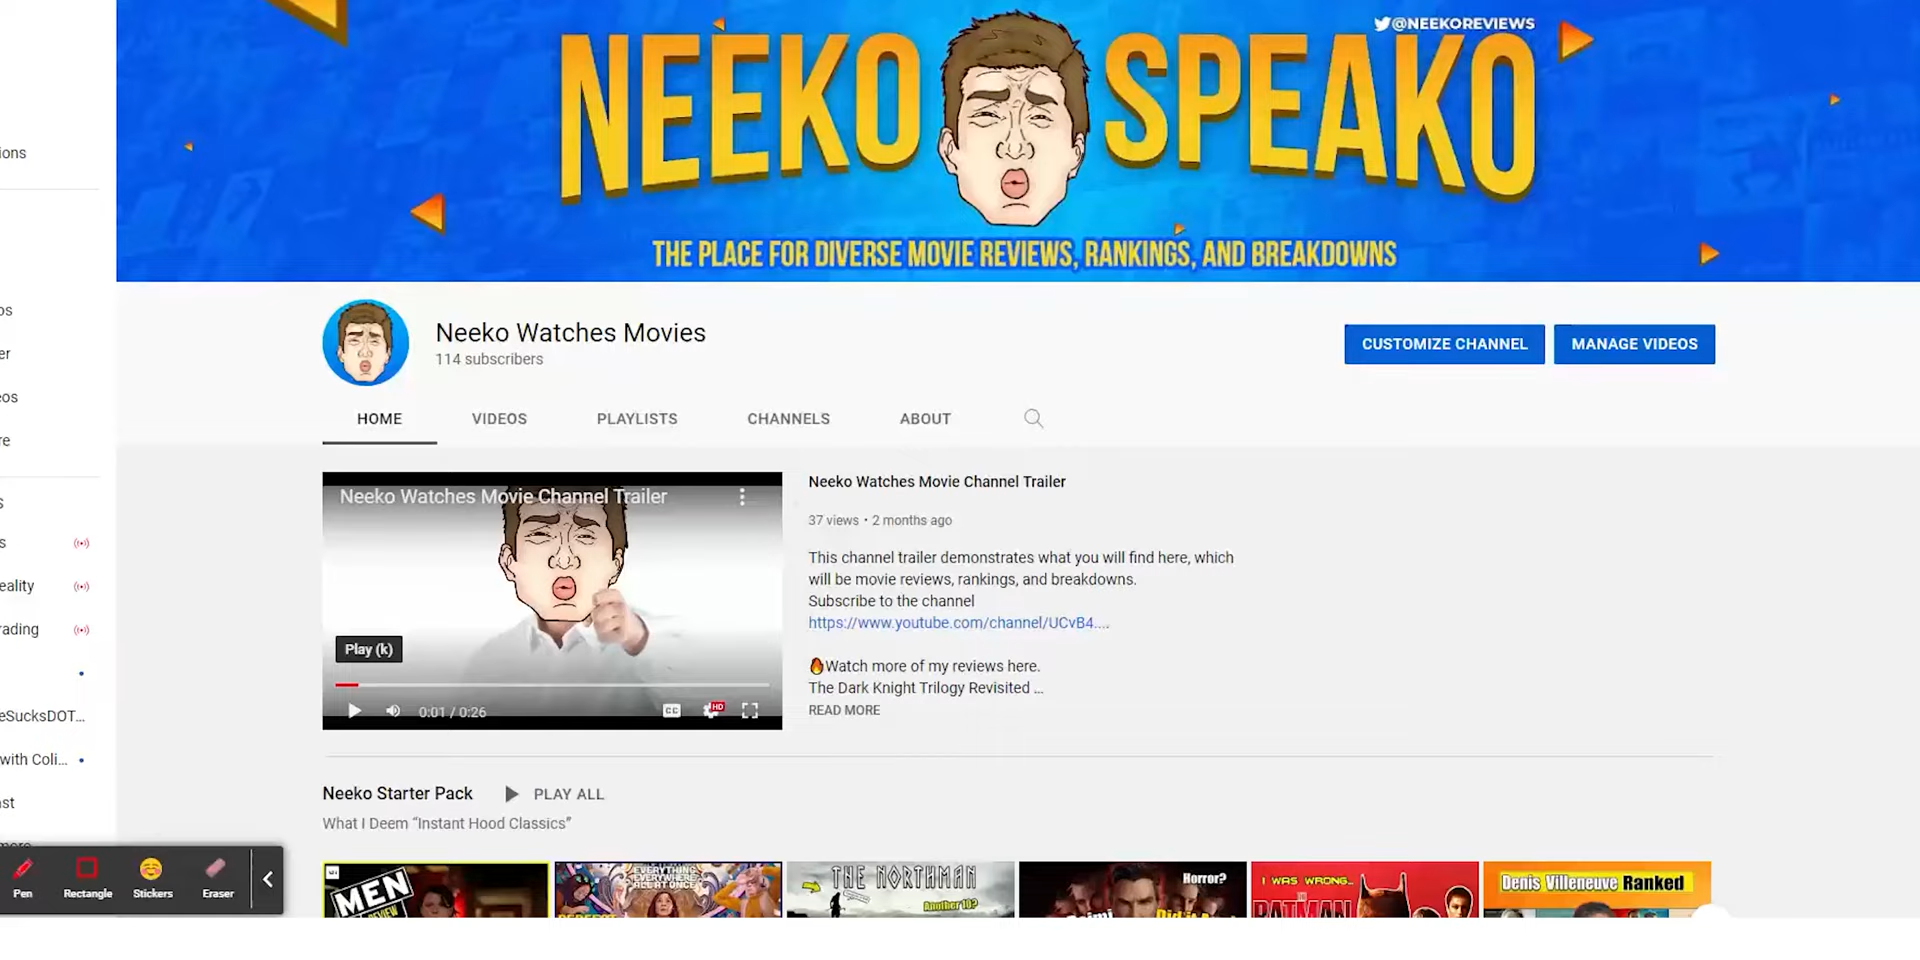 @NEEKOREVIEWS
NEEKO SPEAKO
THE PLACE FOR DIVERSE MOVIE REVIEWS, RANKINGS, AND BREAKDOWNS
ions
os
er
eos
re
S
s
eality
rading
eSucksDOT...
with Coli...
ast
Neeko Watches Movies
114 subscribers
CUSTOMIZE CHANNEL
MANAGE VIDEOS
HOME
VIDEOS
PLAYLISTS
CHANNELS
ABOUT
Neeko Watches Movie Channel Trailer
Play (k)
0:01 / 0:26
CC
HD
Neeko Watches Movie Channel Trailer
37 views • 2 months ago
This channel trailer demonstrates what you will find here, which
will be movie reviews, rankings, and breakdowns.
Subscribe to the channel
https://www.youtube.com/channel/UCvB4....
Watch more of my reviews here.
The Dark Knight Trilogy Revisited ...
READ MORE
Neeko Starter Pack
PLAY ALL
What I Deem “Instant Hood Classics”
Pen
Rectangle
Stickers
Eraser
MEN
REVIEW
EVERYTHING
EVERYWHERE
ALL AT ONCE
THE NORTHMAN
Another 10?
Horror?
I WAS WRONG...
BATMAN
Denis Villeneuve Ranked